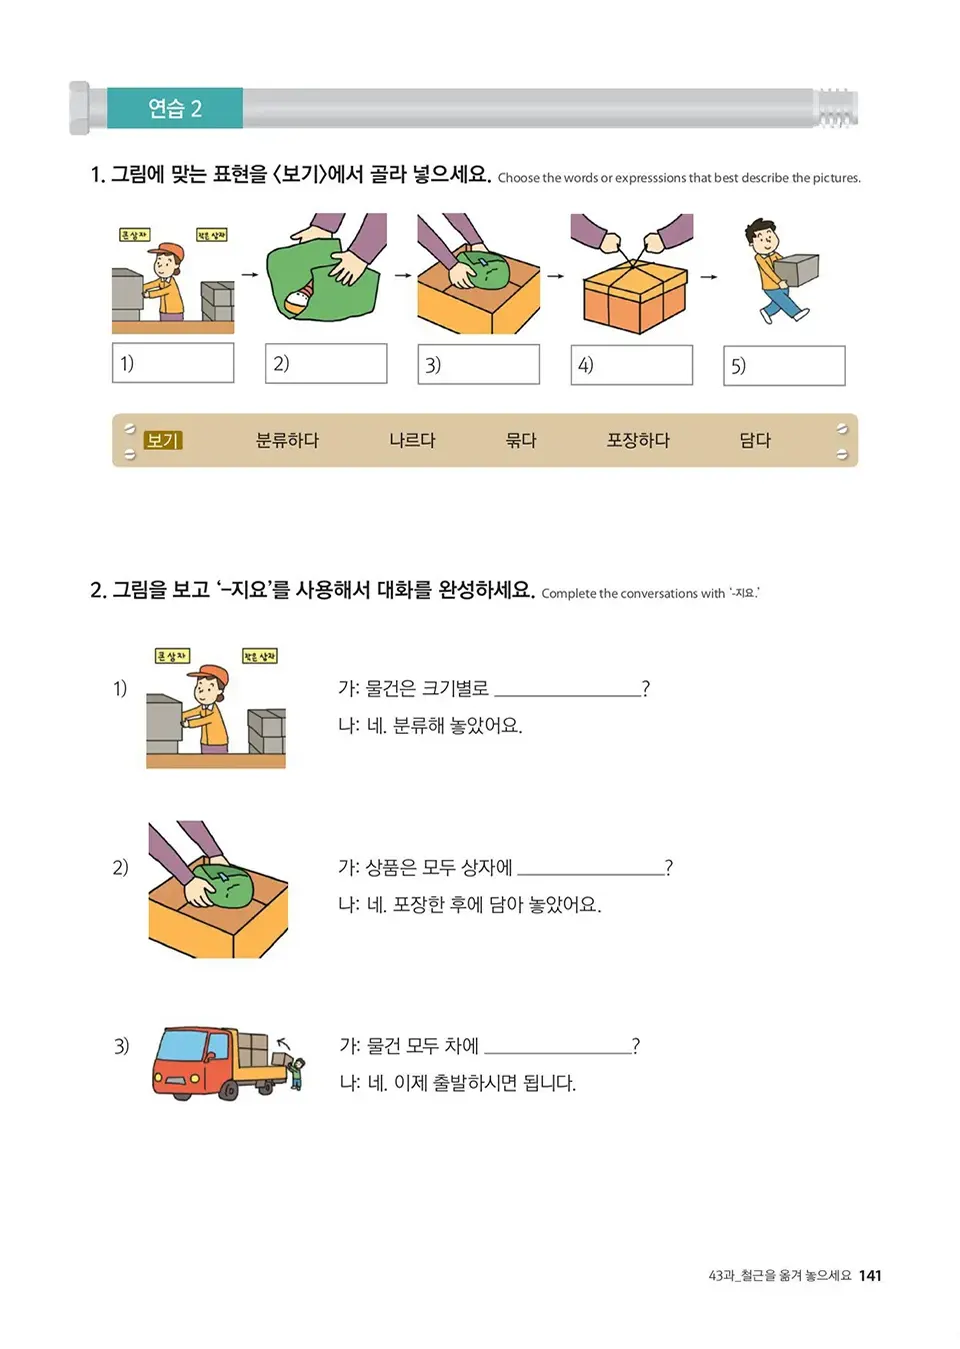 연습 2
1. 그림에 맞는 표현을 〈보기〉에서 골라 넣으세요. Choose the words or expresssions that best describe the pictures.
큰 상자 작은 상자
1) 2) 3) 4) 5)
보기 분류하다 나르다 묶다 포장하다 담다
2. 그림을 보고 ‘-지요’를 사용해서 대화를 완성하세요. Complete the conversations with ‘-지요.’
큰 상자 작은 상자
1) 가: 물건은 크기별로 ________________?
나: 네. 분류해 놓았어요.
2) 가: 상품은 모두 상자에 ________________?
나: 네. 포장한 후에 담아 놓았어요.
3) 가: 물건 모두 차에 ________________?
나: 네. 이제 출발하시면 됩니다.
43과_철근을 옮겨 놓으세요 141